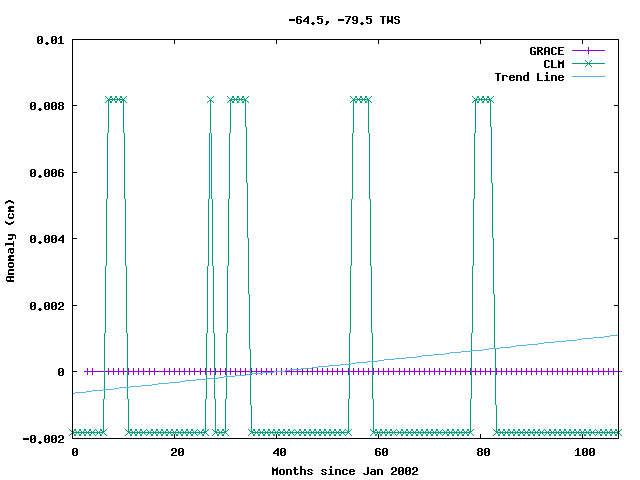 -64.5, -79.5 TWS
GRACE
CLM
Trend Line
0.01
0.008
0.006
0.004
0.002
0
-0.002
Anomaly (cm)
0 20 40 60 80 100
Months since Jan 2002